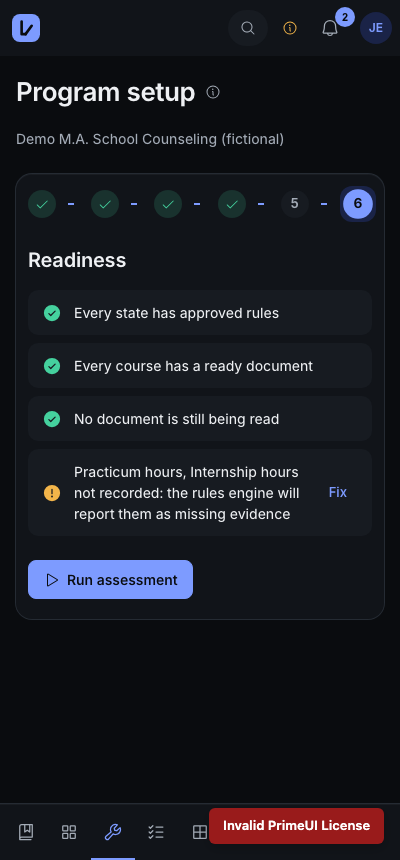 2
JE
Program setup
Demo M.A. School Counseling (fictional)
5
6
Readiness
Every state has approved rules
Every course has a ready document
No document is still being read
Practicum hours, Internship hours
not recorded: the rules engine will
report them as missing evidence
Fix
Run assessment
Invalid PrimeUI License